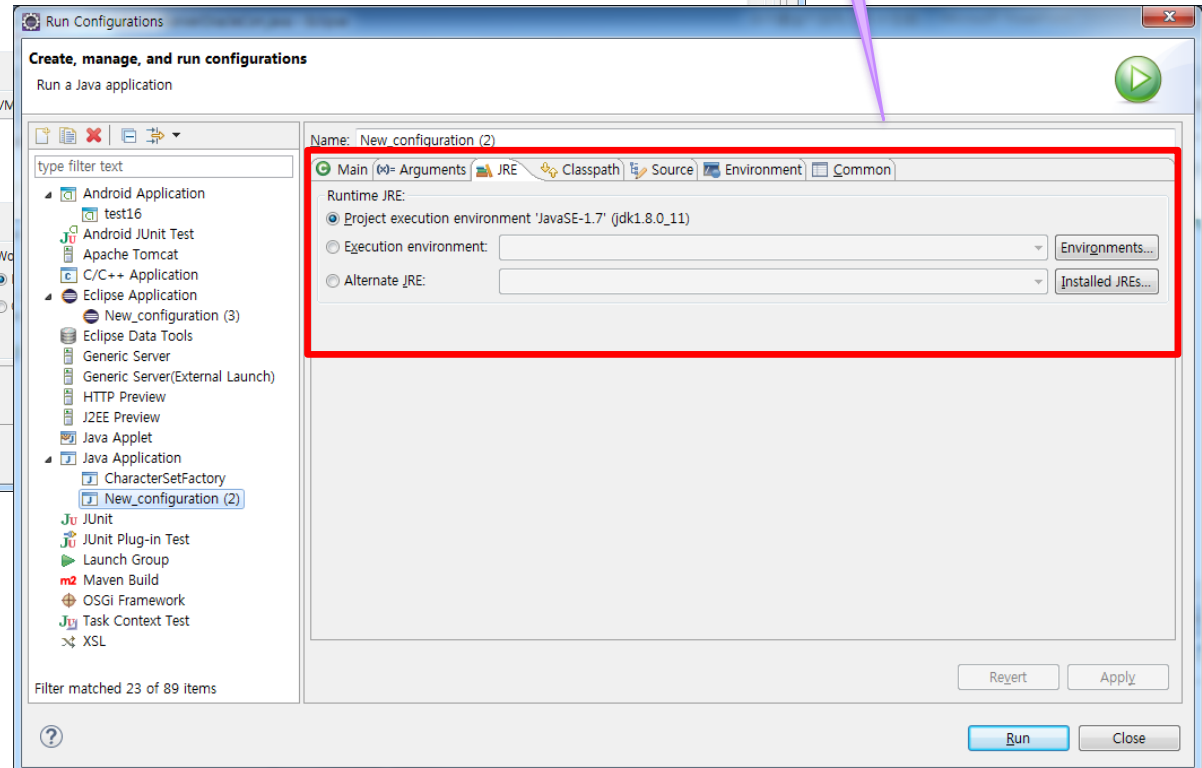 Run Configurations
Create, manage, and run configurations
Run a Java application
Name: New_configuration (2)
type filter text
Main (x)= Arguments JRE Classpath Source Environment Common
Android Application
test16
Android JUnit Test
Apache Tomcat
C/C++ Application
Eclipse Application
New_configuration (3)
Eclipse Data Tools
Generic Server
Generic Server(External Launch)
HTTP Preview
J2EE Preview
Java Applet
Java Application
CharacterSetFactory
New_configuration (2)
JUnit
JUnit Plug-in Test
Launch Group
m2 Maven Build
OSGi Framework
Task Context Test
XSL
Filter matched 23 of 89 items
Runtime JRE:
Project execution environment 'JavaSE-1.7' (jdk1.8.0_11)
Execution environment: Environments...
Alternate JRE: Installed JREs...
Revert Apply
Run Close